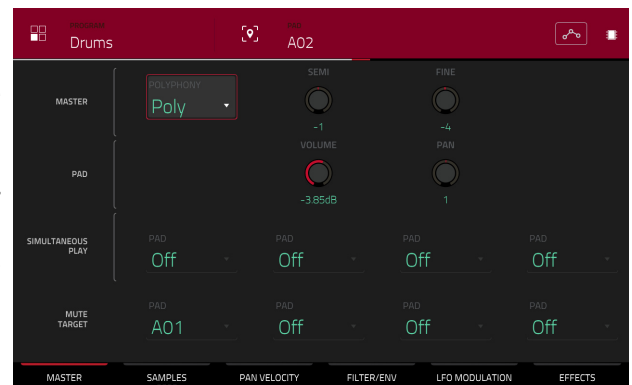 PROGRAM PAD
Drums A02
POLYPHONY SEMI FINE
MASTER Poly
-1 -4
VOLUME PAN
PAD
-3.85dB 1
SIMULTANEOUS PLAY
PAD PAD PAD PAD
Off Off Off Off
MUTE TARGET
PAD PAD PAD PAD
A01 Off Off Off
MASTER SAMPLES PAN VELOCITY FILTER/ENV LFO MODULATION EFFECTS